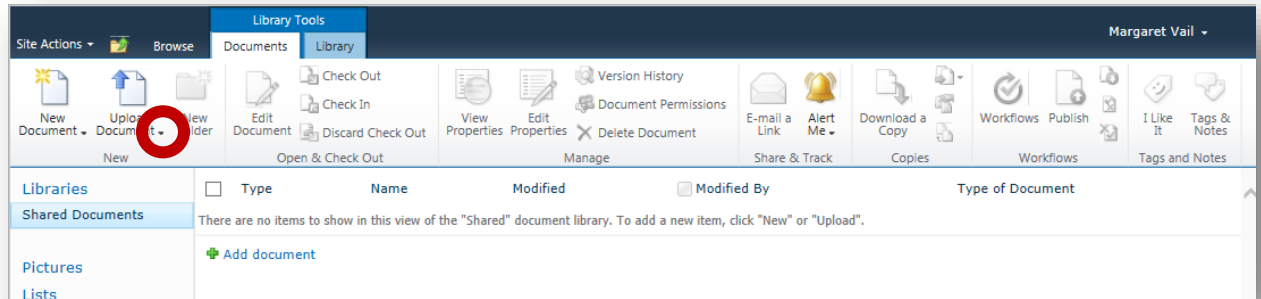 Library Tools
Margaret Vail
Site Actions
Browse
Documents
Library
New Document
Upload Document
New Folder
Edit Document
Check Out
Check In
Discard Check Out
View Properties
Edit Properties
Version History
Document Permissions
Delete Document
E-mail a Link
Alert Me
Download a Copy
Workflows
Publish
I Like It
Tags & Notes
New
Open & Check Out
Manage
Share & Track
Copies
Workflows
Tags and Notes
Libraries
Type Name Modified Modified By Type of Document
Shared Documents
There are no items to show in this view of the "Shared" document library. To add a new item, click "New" or "Upload".
Add document
Pictures
Lists